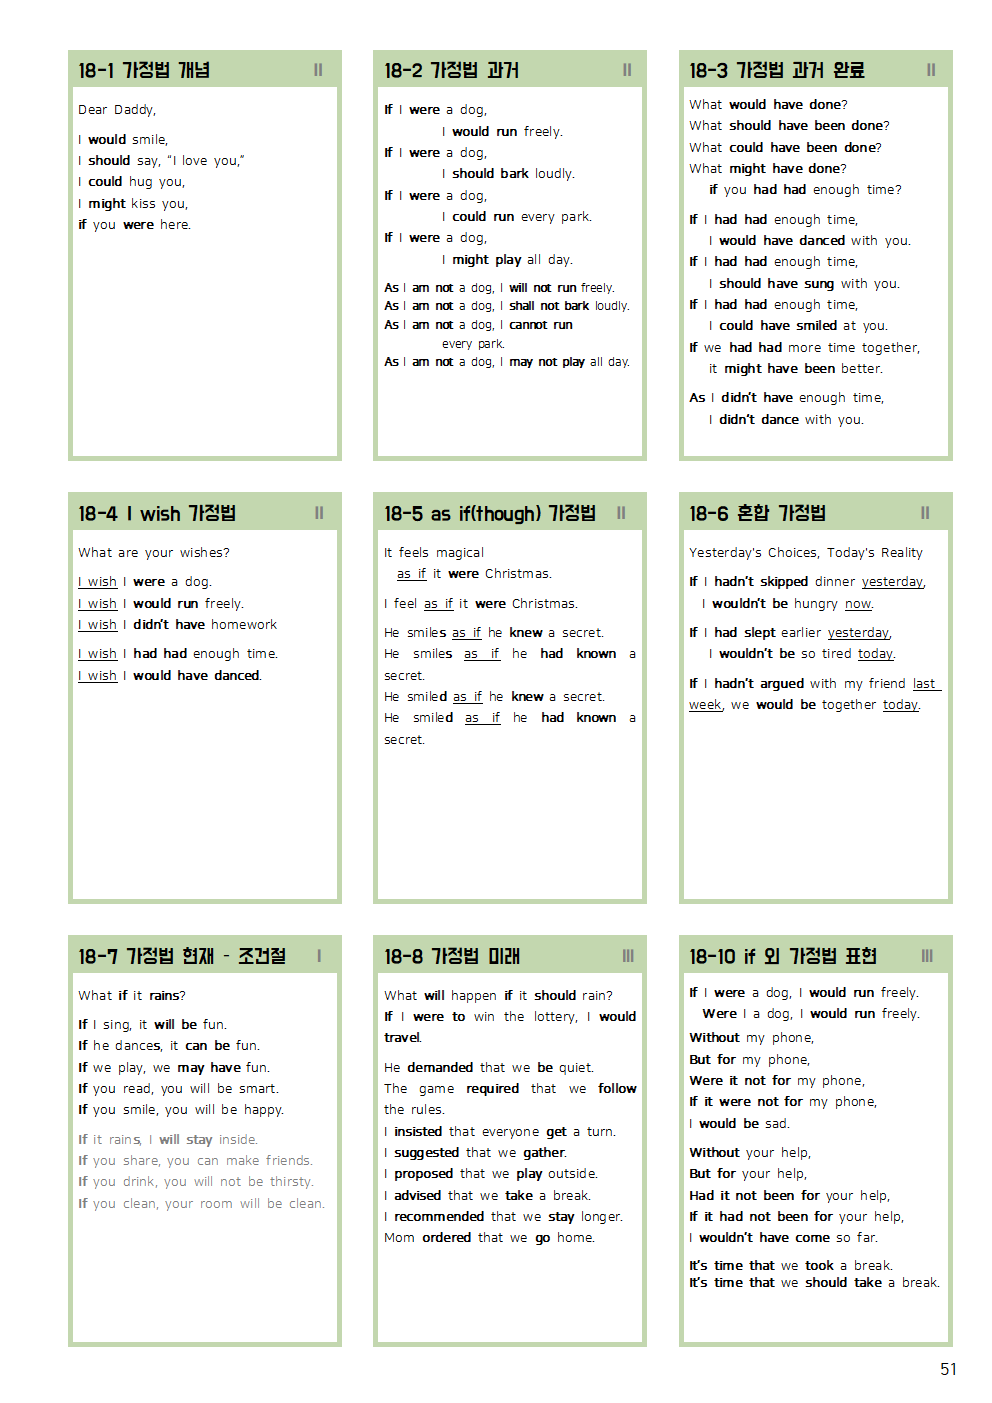 18-1 가정법 개념 II
Dear Daddy,
I would smile,
I should say, “I love you,”
I could hug you,
I might kiss you,
if you were here.
18-2 가정법 과거 II
If I were a dog,
I would run freely.
If I were a dog,
I should bark loudly.
If I were a dog,
I could run every park.
If I were a dog,
I might play all day.
As I am not a dog, I will not run freely.
As I am not a dog, I shall not bark loudly.
As I am not a dog, I cannot run
every park.
As I am not a dog, I may not play all day.
18-3 가정법 과거 완료 II
What would have done?
What should have been done?
What could have been done?
What might have done?
if you had had enough time?
If I had had enough time,
I would have danced with you.
If I had had enough time,
I should have sung with you.
If I had had enough time,
I could have smiled at you.
If we had had more time together,
it might have been better.
As I didn’t have enough time,
I didn’t dance with you.
18-4 I wish 가정법 II
What are your wishes?
I wish I were a dog.
I wish I would run freely.
I wish I didn’t have homework
I wish I had had enough time.
I wish I would have danced.
18-5 as if(though) 가정법 II
It feels magical
as if it were Christmas.
I feel as if it were Christmas.
He smiles as if he knew a secret.
He smiles as if he had known a
secret.
He smiled as if he knew a secret.
He smiled as if he had known a
secret.
18-6 혼합 가정법 II
Yesterday's Choices, Today's Reality
If I hadn’t skipped dinner yesterday,
I wouldn’t be hungry now.
If I had slept earlier yesterday,
I wouldn’t be so tired today.
If I hadn’t argued with my friend last
week, we would be together today.
18-7 가정법 현재 - 조건절 I
What if it rains?
If I sing, it will be fun.
If he dances, it can be fun.
If we play, we may have fun.
If you read, you will be smart.
If you smile, you will be happy.
If it rains, I will stay inside.
If you share, you can make friends.
If you drink, you will not be thirsty.
If you clean, your room will be clean.
18-8 가정법 미래 III
What will happen if it should rain?
If I were to win the lottery, I would
travel.
He demanded that we be quiet.
The game required that we follow
the rules.
I insisted that everyone get a turn.
I suggested that we gather.
I proposed that we play outside.
I advised that we take a break.
I recommended that we stay longer.
Mom ordered that we go home.
18-10 if 외 가정법 표현 III
If I were a dog, I would run freely.
Were I a dog, I would run freely.
Without my phone,
But for my phone,
Were it not for my phone,
If it were not for my phone,
I would be sad.
Without your help,
But for your help,
Had it not been for your help,
If it had not been for your help,
I wouldn’t have come so far.
It’s time that we took a break.
It’s time that we should take a break.
51